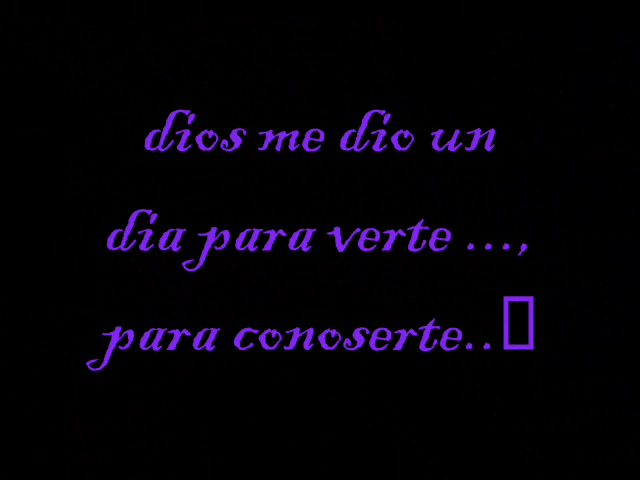 dios me dio un
dia para verte ...,
para conoserte..▯